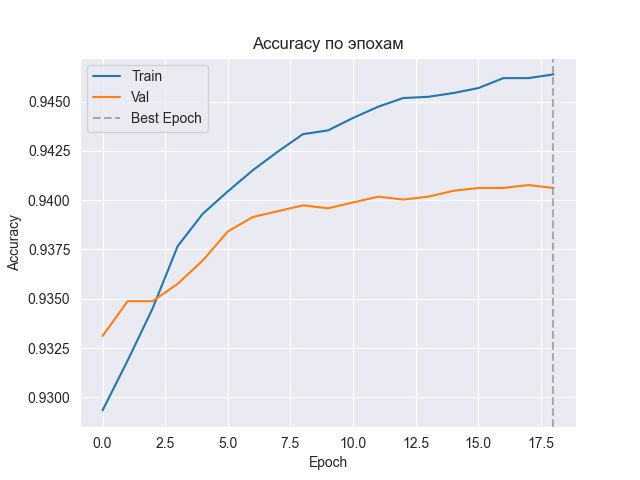 Accuracy по эпохам
Train
Val
Best Epoch
0.9450
0.9425
0.9400
0.9375
0.9350
0.9325
0.9300
Accuracy
0.0 2.5 5.0 7.5 10.0 12.5 15.0 17.5
Epoch